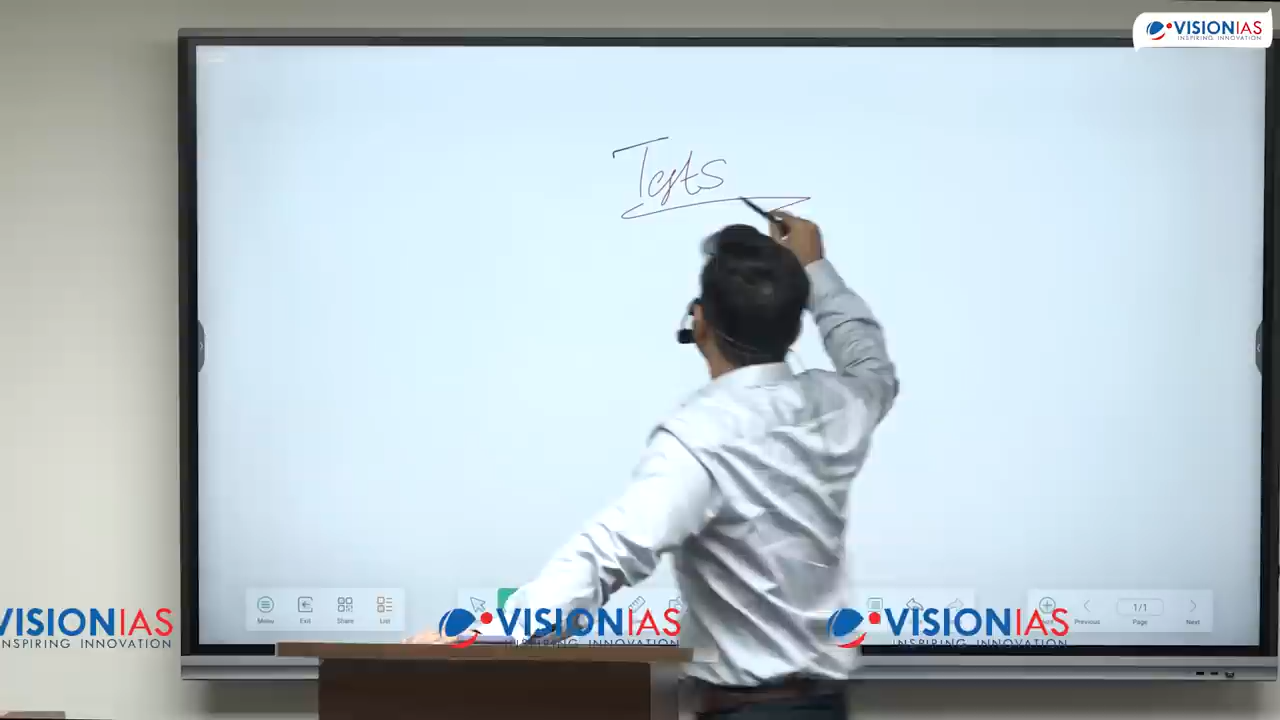 VISIONIAS
INSPIRING INNOVATION
Tests
Menu
Exit
Share
List
1/1
Previous
Page
Next
VISIONIAS
INSPIRING INNOVATION
VISIONIAS
INSPIRING INNOVATION
VISIONIAS
INSPIRING INNOVATION